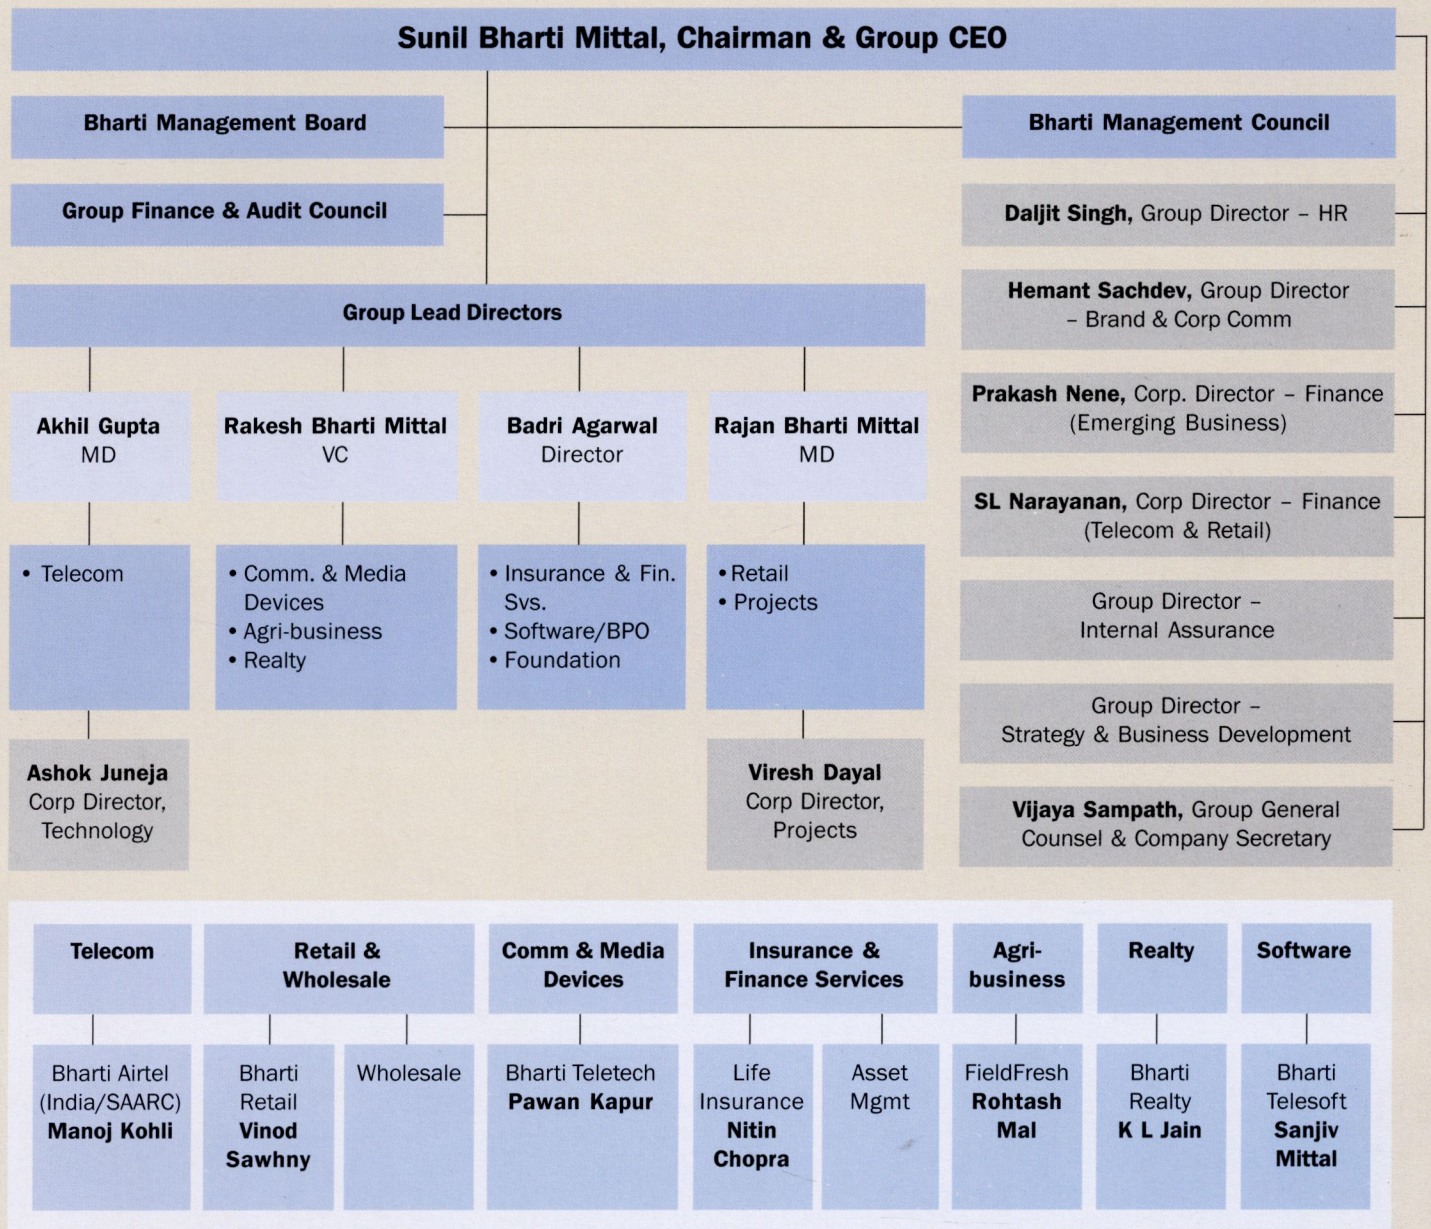 Sunil Bharti Mittal, Chairman & Group CEO
Bharti Management Board
Group Finance & Audit Council
Bharti Management Council
Daljit Singh, Group Director – HR
Hemant Sachdev, Group Director
– Brand & Corp Comm
Prakash Nene, Corp. Director – Finance
(Emerging Business)
SL Narayanan, Corp Director – Finance
(Telecom & Retail)
Group Director –
Internal Assurance
Group Director –
Strategy & Business Development
Vijaya Sampath, Group General
Counsel & Company Secretary
Group Lead Directors
Akhil Gupta
MD
• Telecom
Ashok Juneja
Corp Director,
Technology
Rakesh Bharti Mittal
VC
• Comm. & Media
Devices
• Agri-business
• Realty
Badri Agarwal
Director
• Insurance & Fin.
Svs.
• Software/BPO
• Foundation
Rajan Bharti Mittal
MD
• Retail
• Projects
Viresh Dayal
Corp Director,
Projects
Telecom
Bharti Airtel
(India/SAARC)
Manoj Kohli
Retail &
Wholesale
Bharti
Retail
Vinod
Sawhny
Wholesale
Comm & Media
Devices
Bharti Teletech
Pawan Kapur
Insurance &
Finance Services
Life
Insurance
Nitin
Chopra
Asset
Mgmt
Agri-
business
FieldFresh
Rohtash
Mal
Realty
Bharti
Realty
K L Jain
Software
Bharti
Telesoft
Sanjiv
Mittal